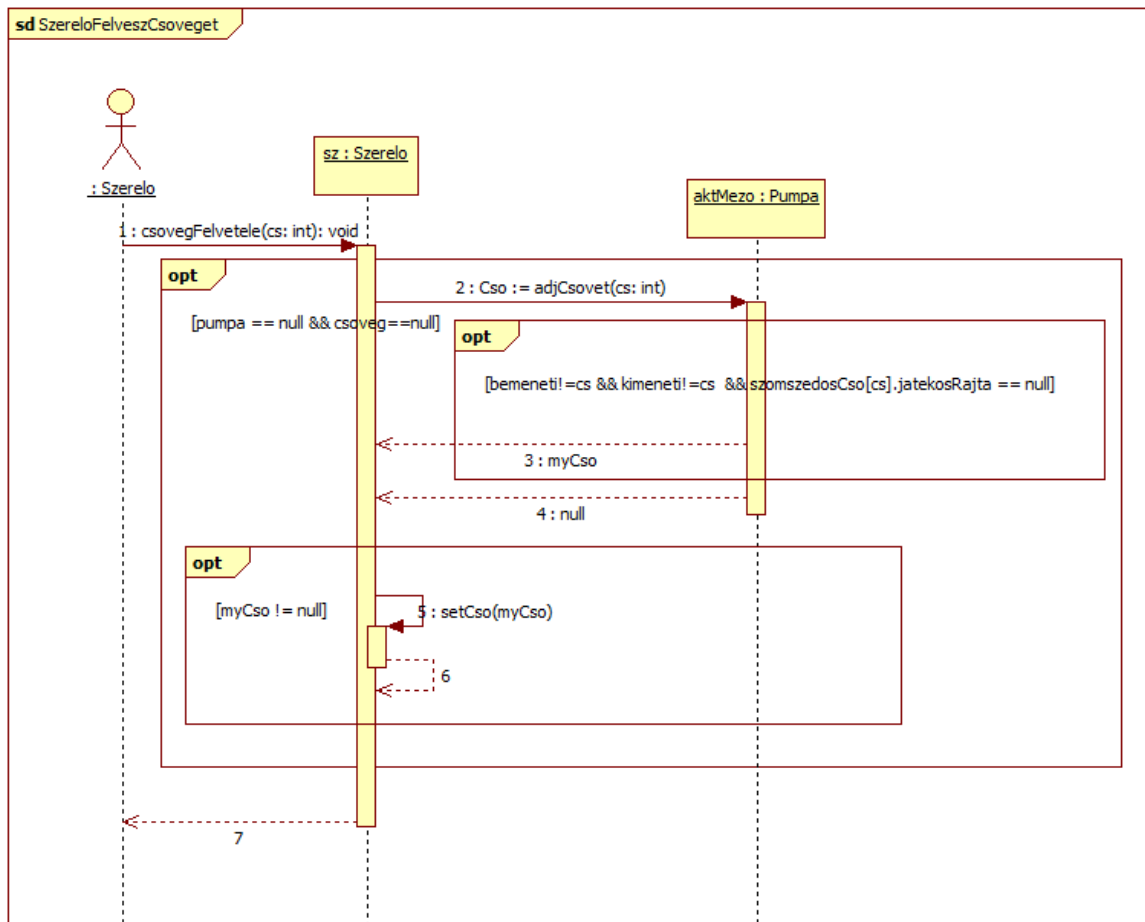 sd SzereloFelveszCsoveget
: Szerelo
sz : Szerelo
aktMezo : Pumpa
1 : csovegFelvetele(cs: int): void
opt
2 : Cso := adjCsovet(cs: int)
[pumpa == null && csoveg==null]
opt
[bemeneti!=cs && kimeneti!=cs && szomszedosCso[cs].jatekosRajta == null]
3 : myCso
4 : null
opt
[myCso != null]
5 : setCso(myCso)
6
7